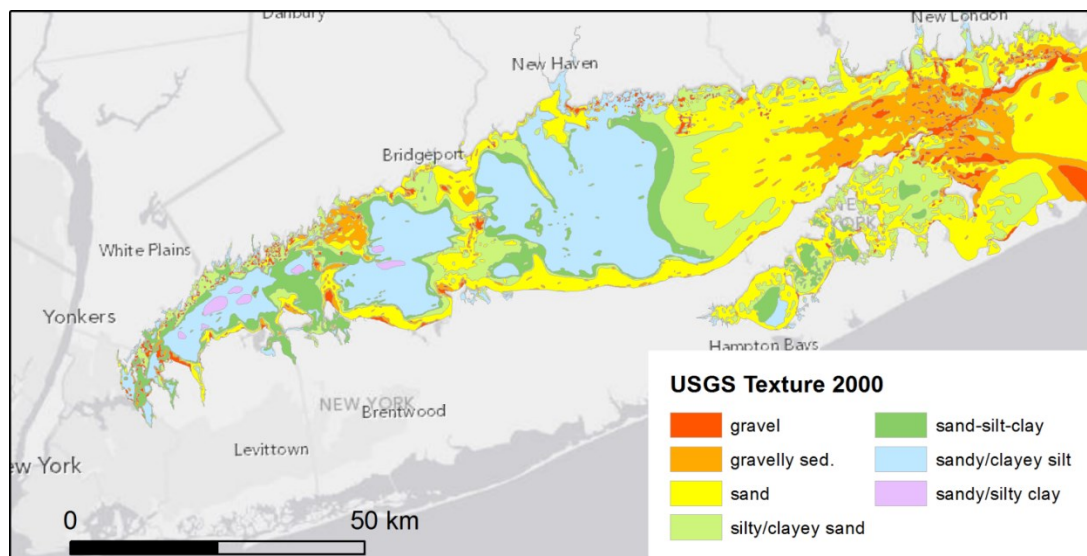 Danbury
New London
New Haven
Bridgeport
White Plains
Yonkers
NEW
YORK
Hampton Bays
NEW YORK
Brentwood
Levittown
ew York
0
50 km
USGS Texture 2000
gravel
gravelly sed.
sand
silty/clayey sand
sand-silt-clay
sandy/clayey silt
sandy/silty clay